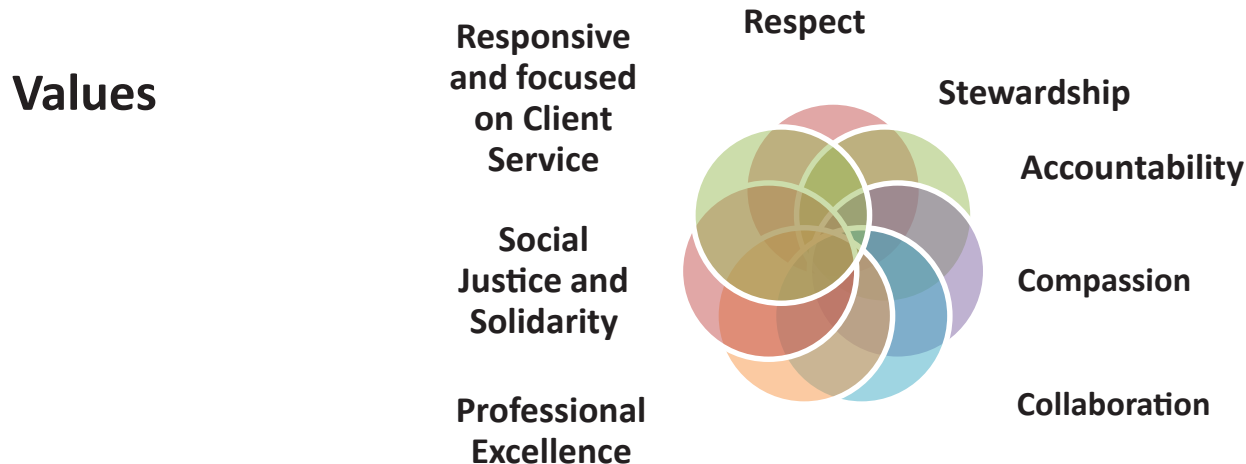 Values
Respect
Responsive
and focused
on Client
Service
Stewardship
Accountability
Social
Justice and
Solidarity
Compassion
Professional
Excellence
Collaboration